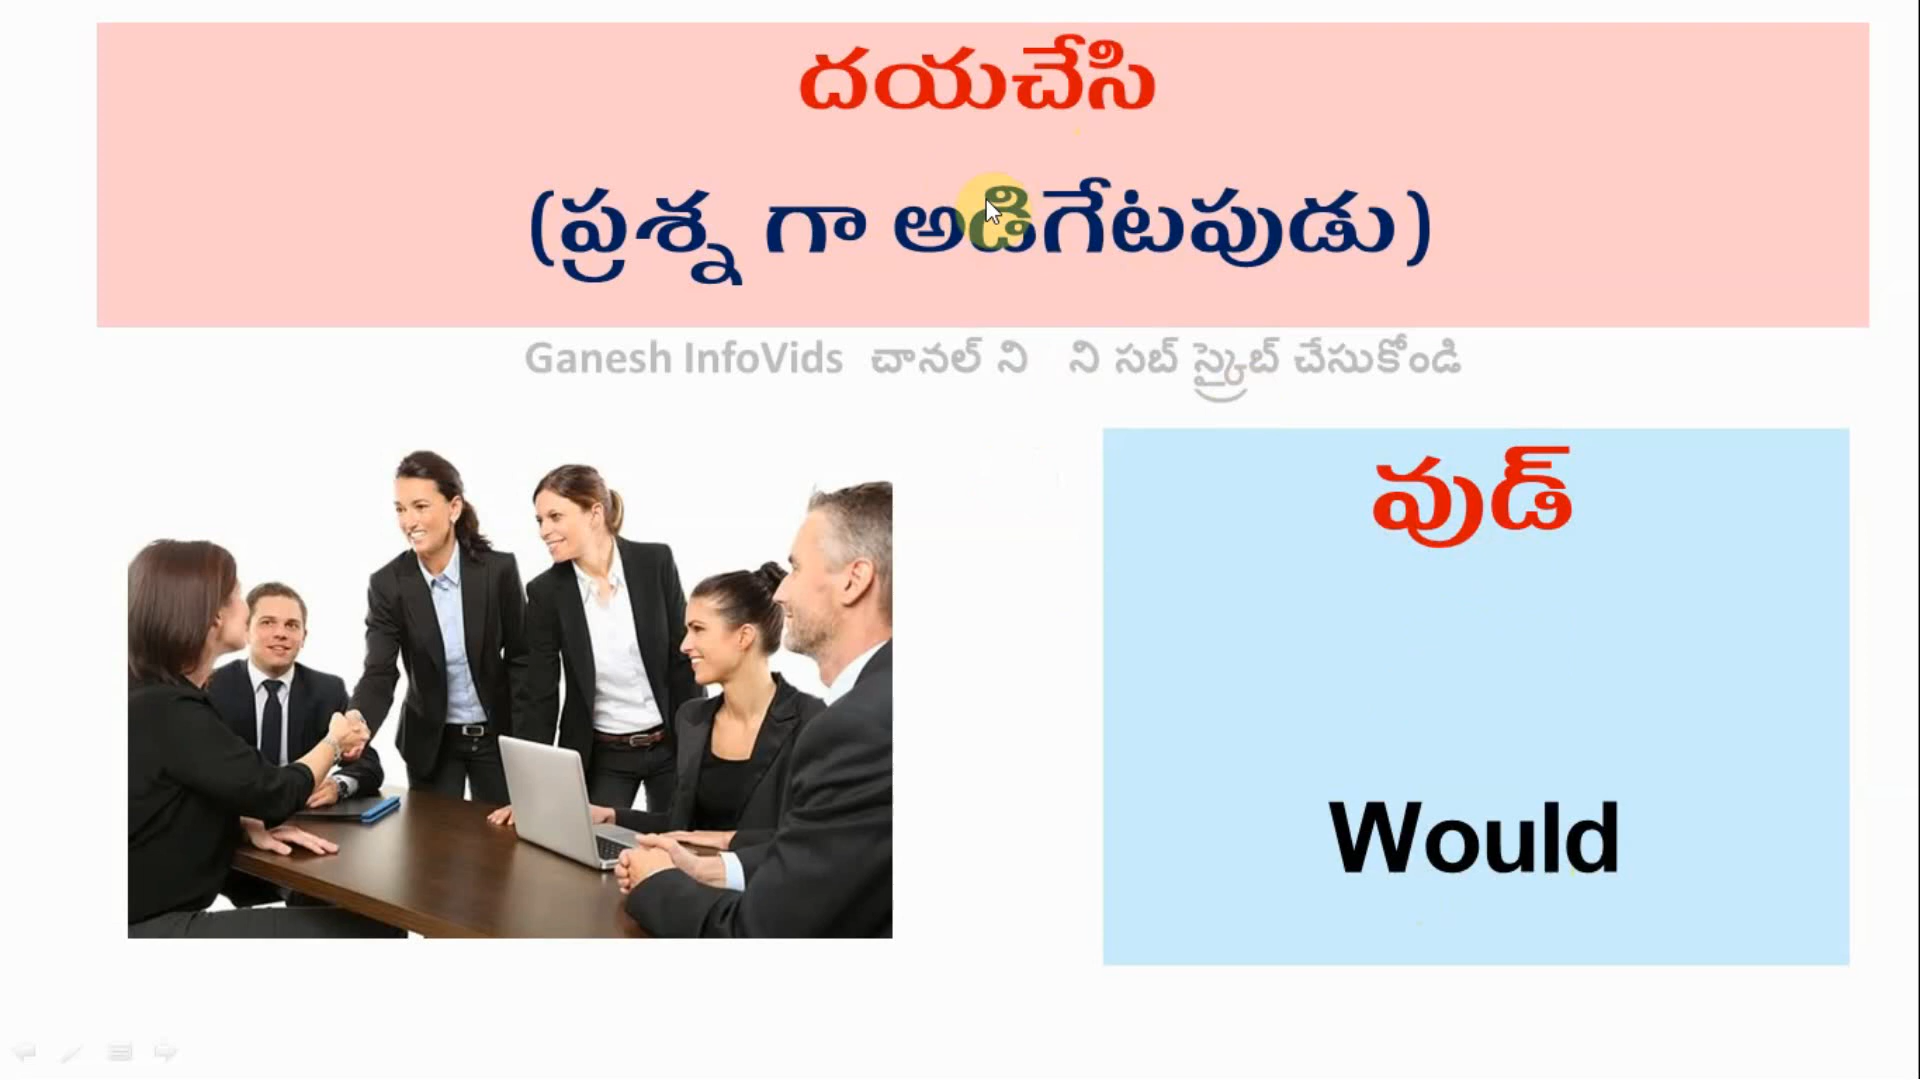 దయచేసి
(ప్రశ్న గా అడిగేటపుడు)
Ganesh InfoVids చానల్ ని ని సబ్ స్క్రైబ్ చేసుకోండి
వుడ్
Would